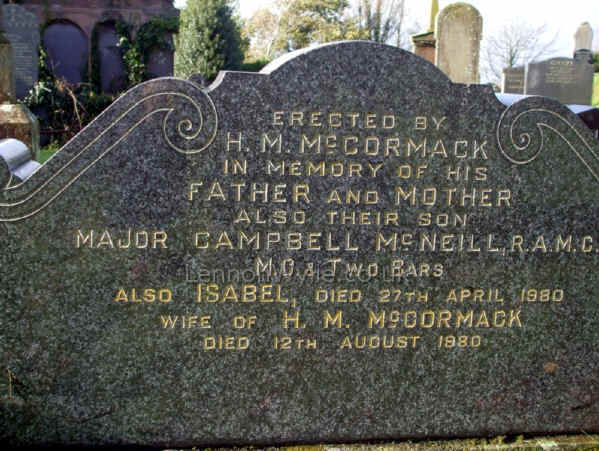 ERECTED BY
H. M. McCORMACK
IN MEMORY OF HIS
FATHER AND MOTHER
ALSO THEIR SON
MAJOR CAMPBELL McNEILL, R.A.M.C.
M.C. & TWO BARS
ALSO ISABEL, DIED 27TH APRIL 1980
WIFE OF H. M. McCORMACK
DIED 12TH AUGUST 1980